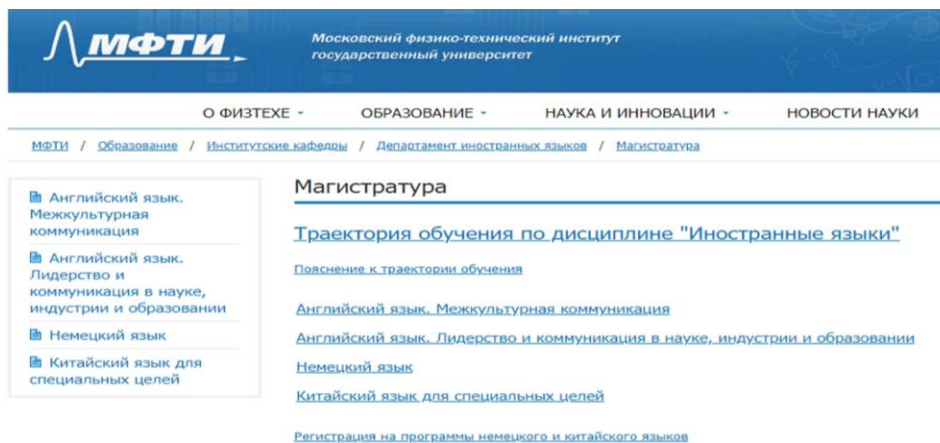 МФТИ
Московский физико-технический институт
государственный университет
О ФИЗТЕХЕ
ОБРАЗОВАНИЕ
НАУКА И ИННОВАЦИИ
НОВОСТИ НАУКИ
МФТИ / Образование / Институтские кафедры / Департамент иностранных языков / Магистратура
Английский язык.
Межкультурная
коммуникация
Английский язык.
Лидерство и
коммуникация в науке,
индустрии и образовании
Немецкий язык
Китайский язык для
специальных целей
Магистратура
Траектория обучения по дисциплине "Иностранные языки"
Пояснение к траектории обучения
Английский язык. Межкультурная коммуникация
Английский язык. Лидерство и коммуникация в науке, индустрии и образовании
Немецкий язык
Китайский язык для специальных целей
Регистрация на программы немецкого и китайского языков